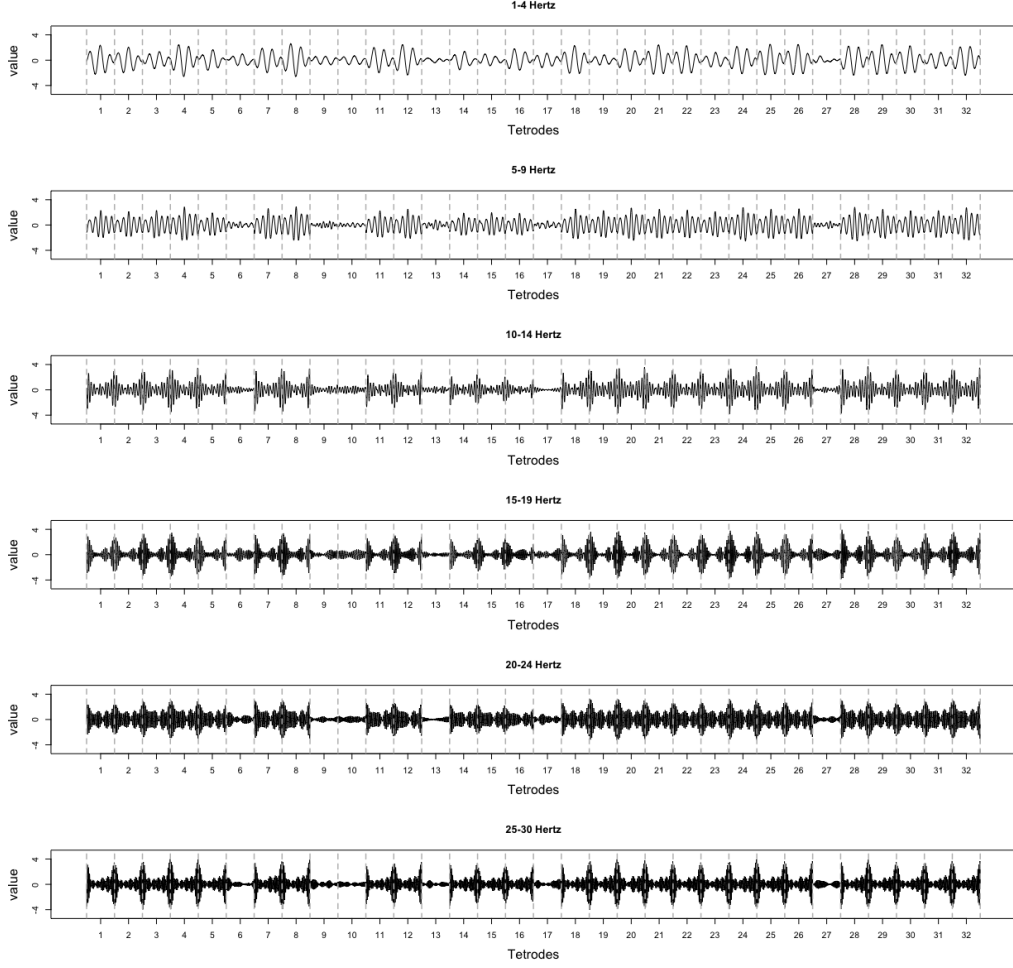 1-4 Hertz
value
4
0
-4
1 2 3 4 5 6 7 8 9 10 11 12 13 14 15 16 17 18 19 20 21 22 23 24 25 26 27 28 29 30 31 32
Tetrodes
5-9 Hertz
value
4
0
-4
1 2 3 4 5 6 7 8 9 10 11 12 13 14 15 16 17 18 19 20 21 22 23 24 25 26 27 28 29 30 31 32
Tetrodes
10-14 Hertz
value
4
0
-4
1 2 3 4 5 6 7 8 9 10 11 12 13 14 15 16 17 18 19 20 21 22 23 24 25 26 27 28 29 30 31 32
Tetrodes
15-19 Hertz
value
4
0
-4
1 2 3 4 5 6 7 8 9 10 11 12 13 14 15 16 17 18 19 20 21 22 23 24 25 26 27 28 29 30 31 32
Tetrodes
20-24 Hertz
value
4
0
-4
1 2 3 4 5 6 7 8 9 10 11 12 13 14 15 16 17 18 19 20 21 22 23 24 25 26 27 28 29 30 31 32
Tetrodes
25-30 Hertz
value
4
0
-4
1 2 3 4 5 6 7 8 9 10 11 12 13 14 15 16 17 18 19 20 21 22 23 24 25 26 27 28 29 30 31 32
Tetrodes